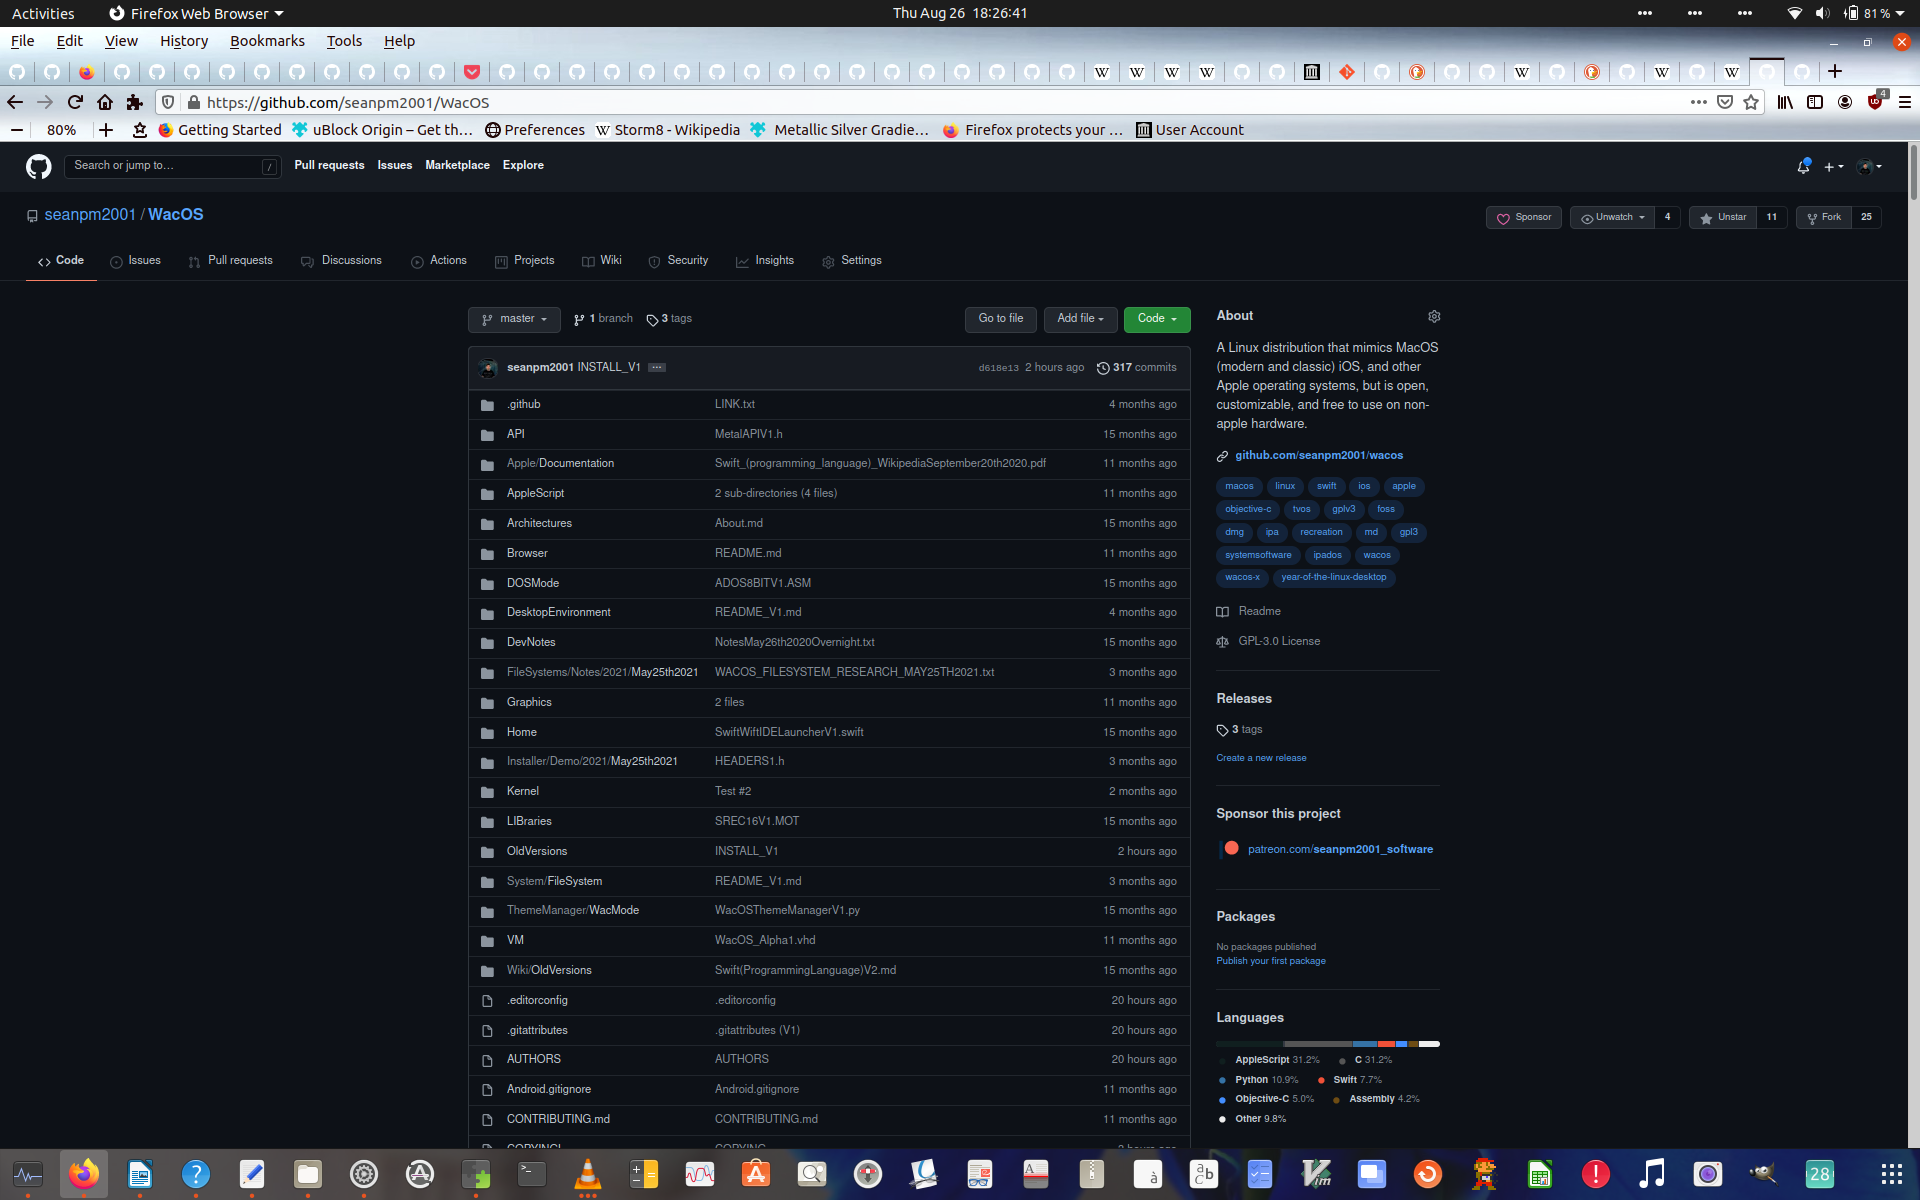 Activities Firefox Web Browser Thu Aug 26 18:26:41 81 %
File Edit View History Bookmarks Tools Help
https://github.com/seanpm2001/WacOS 4
80% Getting Started uBlock Origin – Get th… Preferences Storm8 - Wikipedia Metallic Silver Gradie… Firefox protects your … User Account
Search or jump to… / Pull requests Issues Marketplace Explore
seanpm2001 / WacOS Sponsor Unwatch 4 Unstar 11 Fork 25
Code Issues Pull requests Discussions Actions Projects Wiki Security Insights Settings
master 1 branch 3 tags Go to file Add file Code
seanpm2001 INSTALL_V1 ... d618e13 2 hours ago 317 commits
.github LINK.txt 4 months ago
API MetalAPIV1.h 15 months ago
Apple/Documentation Swift_(programming_language)_WikipediaSeptember20th2020.pdf 11 months ago
AppleScript 2 sub-directories (4 files) 11 months ago
Architectures About.md 15 months ago
Browser README.md 11 months ago
DOSMode ADOS8BITV1.ASM 15 months ago
DesktopEnvironment README_V1.md 4 months ago
DevNotes NotesMay26th2020Overnight.txt 15 months ago
FileSystems/Notes/2021/May25th2021 WACOS_FILESYSTEM_RESEARCH_MAY25TH2021.txt 3 months ago
Graphics 2 files 11 months ago
Home SwiftWiftIDELauncherV1.swift 15 months ago
Installer/Demo/2021/May25th2021 HEADERS1.h 3 months ago
Kernel Test #2 2 months ago
LIBraries SREC16V1.MOT 15 months ago
OldVersions INSTALL_V1 2 hours ago
System/FileSystem README_V1.md 3 months ago
ThemeManager/WacMode WacOSThemeManagerV1.py 15 months ago
VM WacOS_Alpha1.vhd 11 months ago
Wiki/OldVersions Swift(ProgrammingLanguage)V2.md 15 months ago
.editorconfig .editorconfig 20 hours ago
.gitattributes .gitattributes (V1) 20 hours ago
AUTHORS AUTHORS 20 hours ago
Android.gitignore Android.gitignore 11 months ago
CONTRIBUTING.md CONTRIBUTING.md 11 months ago
About
A Linux distribution that mimics MacOS
(modern and classic) iOS, and other
Apple operating systems, but is open,
customizable, and free to use on non-
apple hardware.
github.com/seanpm2001/wacos
macos linux swift ios apple
objective-c tvos gplv3 foss
dmg ipa recreation md gpl3
systemsoftware ipados wacos
wacos-x year-of-the-linux-desktop
Readme
GPL-3.0 License
Releases
3 tags
Create a new release
Sponsor this project
patreon.com/seanpm2001_software
Packages
No packages published
Publish your first package
Languages
AppleScript 31.2% C 31.2%
Python 10.9% Swift 7.7%
Objective-C 5.0% Assembly 4.2%
Other 9.8%
28